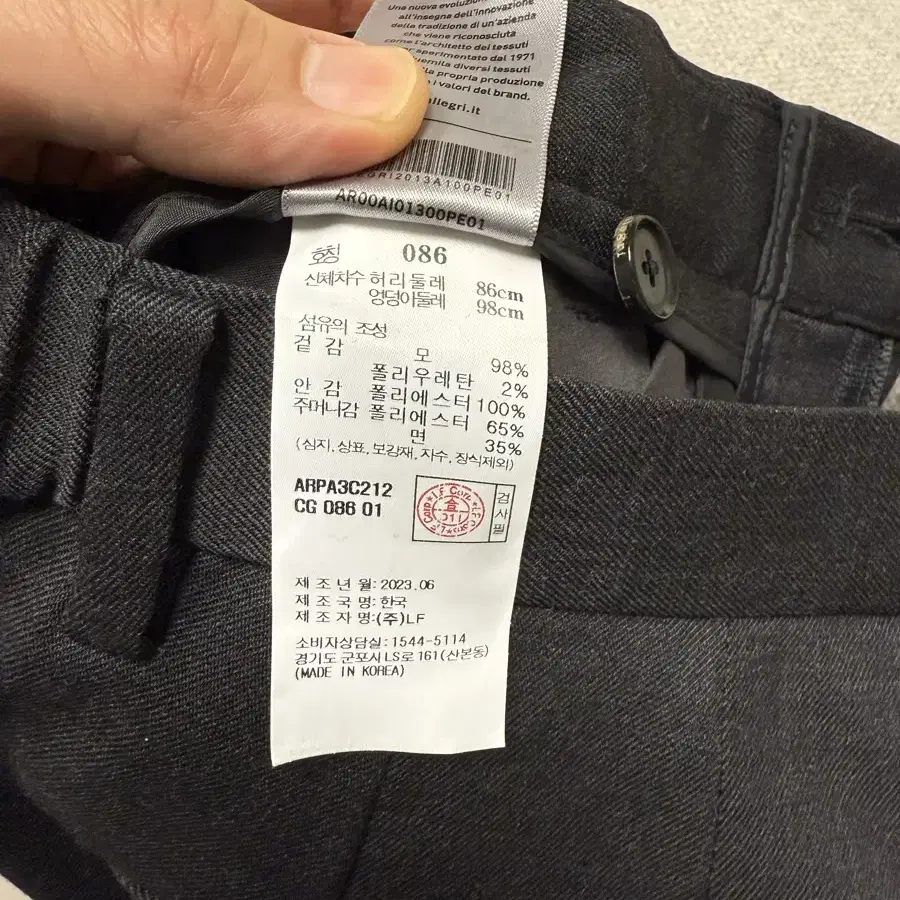 Una nuova evoluzione
all'insegna dell'innovazione
della tradizione di un'azienda
che viene riconosciuta
come l'architetto dei tessuti
sperimentato dal 1971
diversi tessuti
la propria produzione
i valori del brand.
allegri.it
AR00AI01300PE01
호칭 086
신체치수 허리둘레 86cm
엉덩이둘레 98cm
섬유의 조성
겉 감 모 98%
폴리우레탄 2%
안 감 폴리에스터 100%
주머니감 폴리에스터 65%
면 35%
(심지, 상표, 보강재, 자수, 장식제외)
ARPA3C212
CG 086 01
검사필
제 조 년 월: 2023.06
제 조 국 명: 한국
제 조 자 명: (주)LF
소비자상담실: 1544-5114
경기도 군포시 LS로 161(산본동)
(MADE IN KOREA)